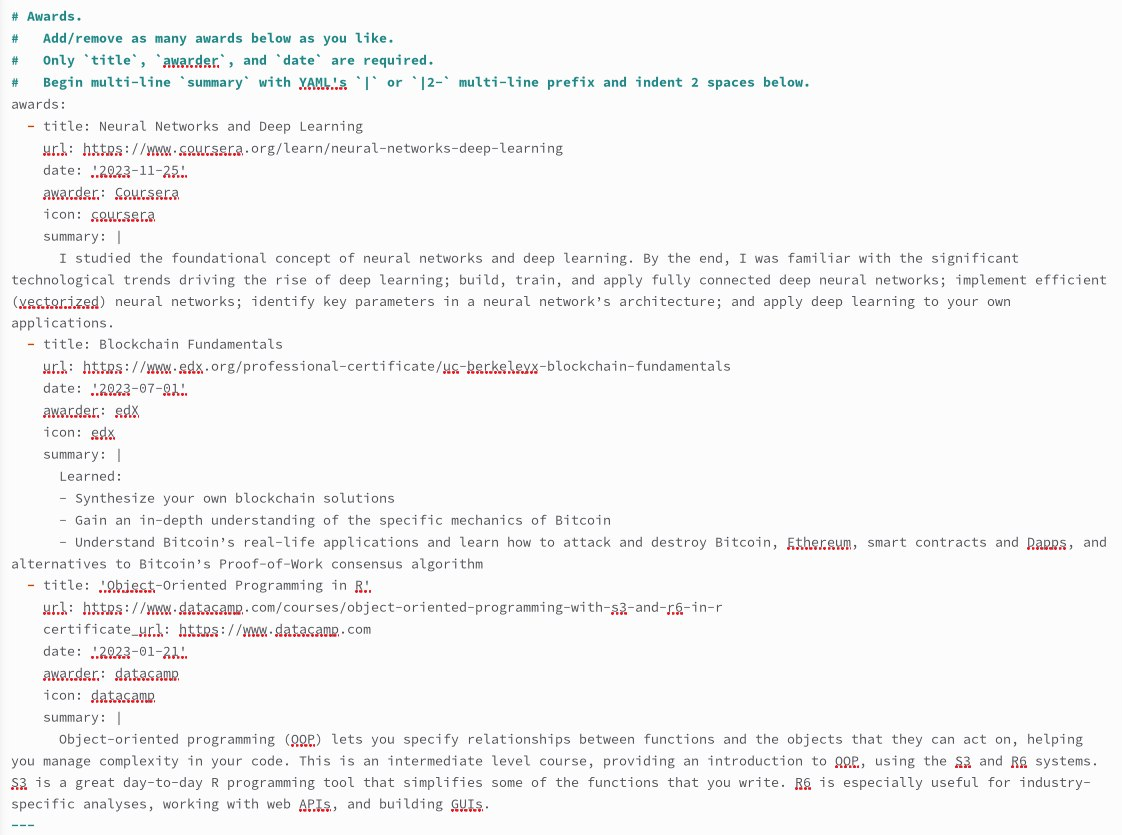 # Awards.
#   Add/remove as many awards below as you like.
#   Only `title`, `awarder`, and `date` are required.
#   Begin multi-line `summary` with YAML's `|` or `|2-` multi-line prefix and indent 2 spaces below.
awards:
  - title: Neural Networks and Deep Learning
    url: https://www.coursera.org/learn/neural-networks-deep-learning
    date: '2023-11-25'
    awarder: Coursera
    icon: coursera
    summary: |
      I studied the foundational concept of neural networks and deep learning. By the end, I was familiar with the significant
technological trends driving the rise of deep learning; build, train, and apply fully connected deep neural networks; implement efficient
(vectorized) neural networks; identify key parameters in a neural network’s architecture; and apply deep learning to your own
applications.
  - title: Blockchain Fundamentals
    url: https://www.edx.org/professional-certificate/uc-berkeleyx-blockchain-fundamentals
    date: '2023-07-01'
    awarder: edX
    icon: edx
    summary: |
      Learned:
      - Synthesize your own blockchain solutions
      - Gain an in-depth understanding of the specific mechanics of Bitcoin
      - Understand Bitcoin’s real-life applications and learn how to attack and destroy Bitcoin, Ethereum, smart contracts and Dapps, and
alternatives to Bitcoin’s Proof-of-Work consensus algorithm
  - title: 'Object-Oriented Programming in R'
    url: https://www.datacamp.com/courses/object-oriented-programming-with-s3-and-r6-in-r
    certificate_url: https://www.datacamp.com
    date: '2023-01-21'
    awarder: datacamp
    icon: datacamp
    summary: |
      Object-oriented programming (OOP) lets you specify relationships between functions and the objects that they can act on, helping
you manage complexity in your code. This is an intermediate level course, providing an introduction to OOP, using the S3 and R6 systems.
S3 is a great day-to-day R programming tool that simplifies some of the functions that you write. R6 is especially useful for industry-
specific analyses, working with web APIs, and building GUIs.
---